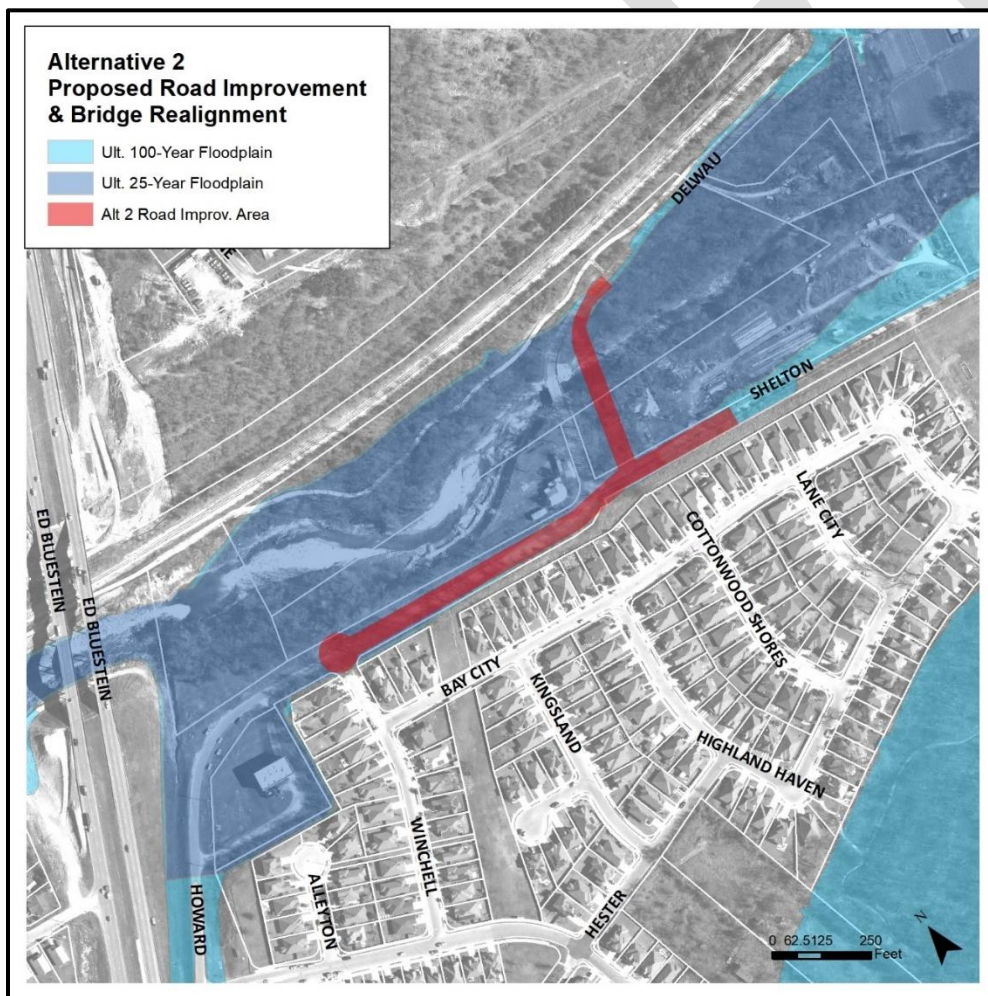 Alternative 2
Proposed Road Improvement
& Bridge Realignment
Ult. 100-Year Floodplain
Ult. 25-Year Floodplain
Alt 2 Road Improv. Area
DELWAU
SHELTON
ED BLUESTEIN
ED BLUESTEIN
LANE CITY
COTTONWOOD SHORES
BAY CITY
KINGSLAND
HIGHLAND HAVEN
WINCHELL
ALLEYTON
HESTER
HOWARD
N
0 62.5125 250
Feet